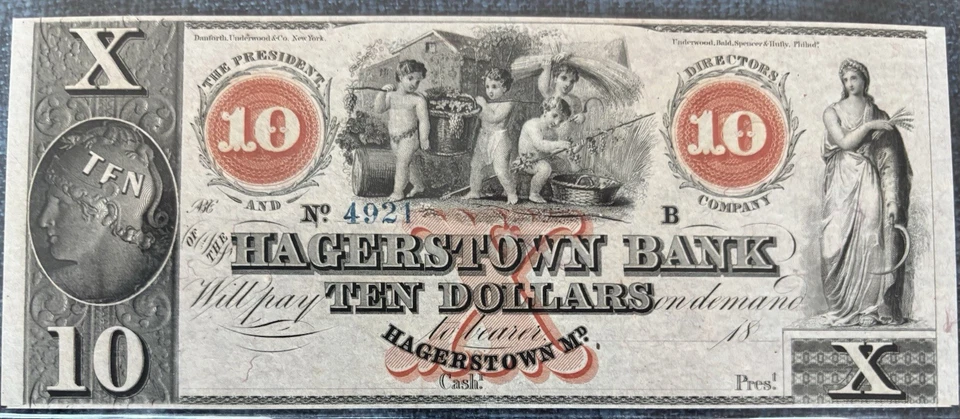 X
Danforth, Underwood & Co. New York.
Underwood, Bald, Spencer & Hufty, Philad?
THE PRESIDENT
10
AND
DIRECTORS
10
COMPANY
TEN
Nº 4921
B
OF THE
HAGERSTOWN BANK
Will pay TEN DOLLARS on demand
to bearer 18
HAGERSTOWN MD.
10
X
Cash!
Pres!
X